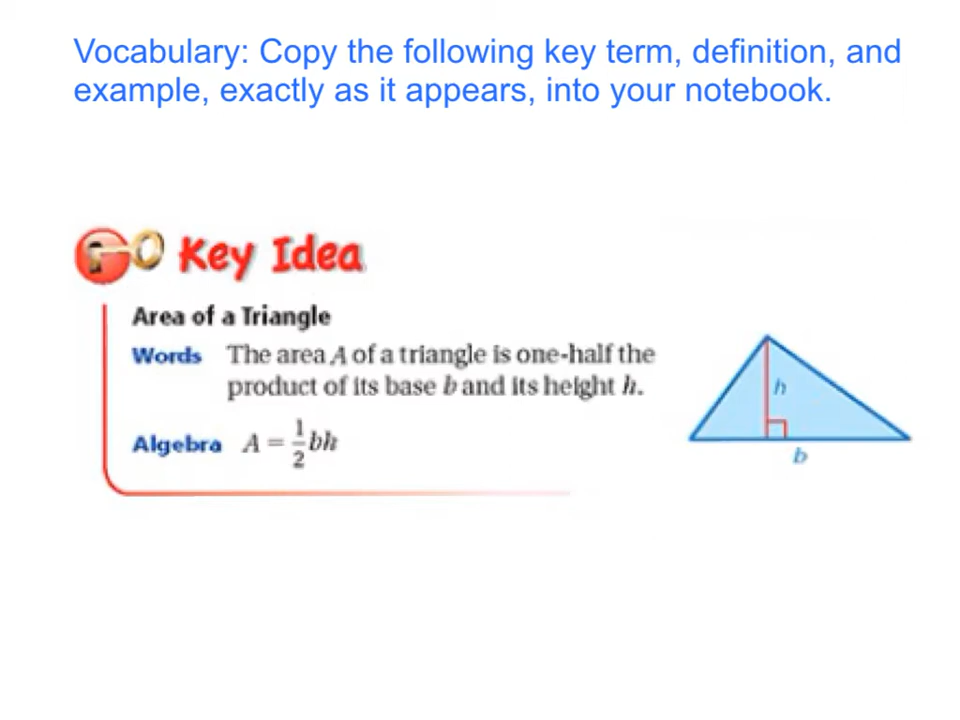 Vocabulary: Copy the following key term, definition, and
example, exactly as it appears, into your notebook.
Key Idea
Area of a Triangle
Words The area A of a triangle is one-half the
product of its base b and its height h.
Algebra A = 1/2 bh
h
b